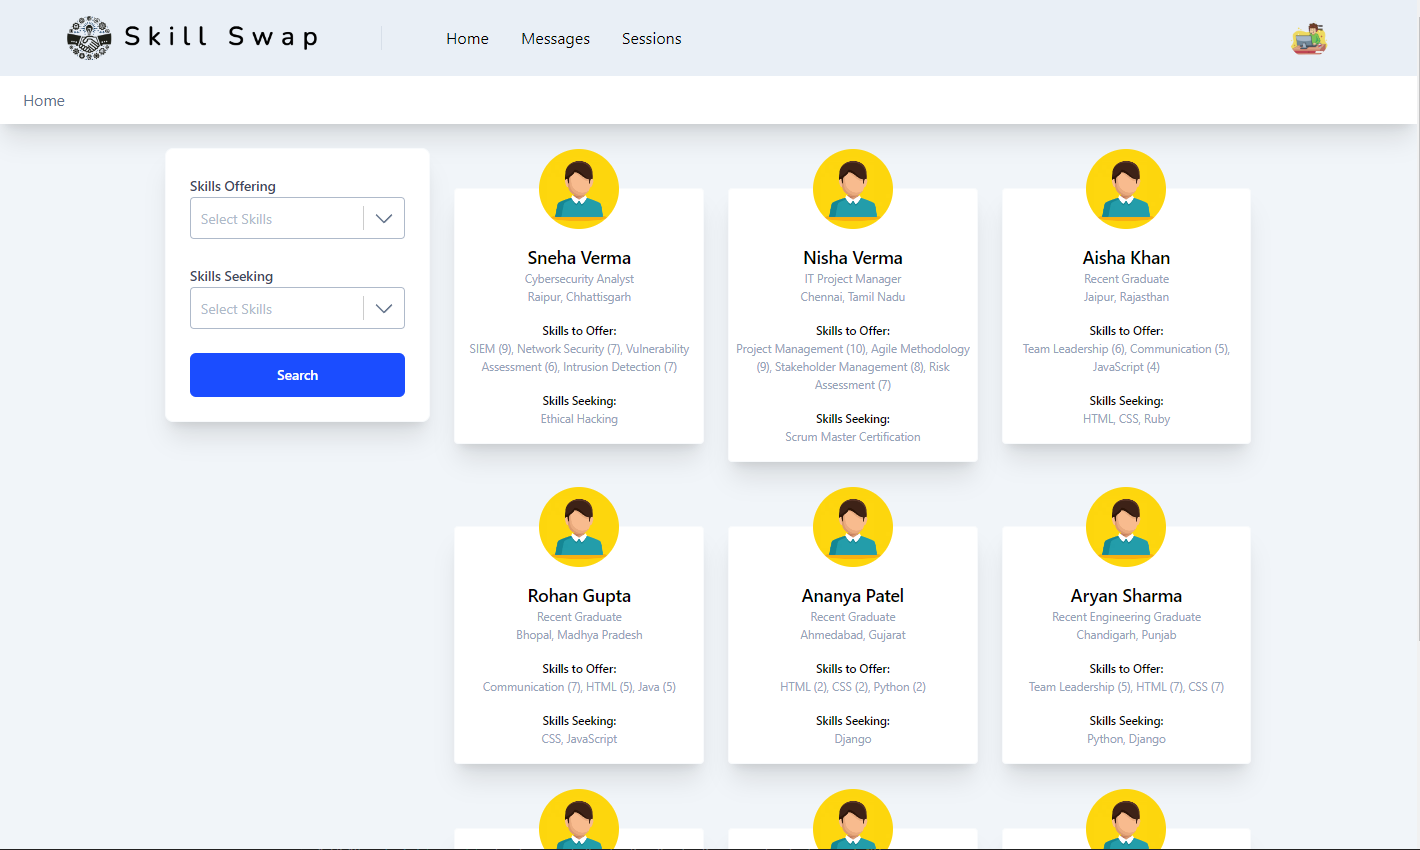 Skill Swap
Home
Messages
Sessions
Home
Skills Offering
Select Skills
Skills Seeking
Select Skills
Search
Sneha Verma
Cybersecurity Analyst
Raipur, Chhattisgarh
Skills to Offer:
SIEM (9), Network Security (7), Vulnerability
Assessment (6), Intrusion Detection (7)
Skills Seeking:
Ethical Hacking
Nisha Verma
IT Project Manager
Chennai, Tamil Nadu
Skills to Offer:
Project Management (10), Agile Methodology
(9), Stakeholder Management (8), Risk
Assessment (7)
Skills Seeking:
Scrum Master Certification
Aisha Khan
Recent Graduate
Jaipur, Rajasthan
Skills to Offer:
Team Leadership (6), Communication (5),
JavaScript (4)
Skills Seeking:
HTML, CSS, Ruby
Rohan Gupta
Recent Graduate
Bhopal, Madhya Pradesh
Skills to Offer:
Communication (7), HTML (5), Java (5)
Skills Seeking:
CSS, JavaScript
Ananya Patel
Recent Graduate
Ahmedabad, Gujarat
Skills to Offer:
HTML (2), CSS (2), Python (2)
Skills Seeking:
Django
Aryan Sharma
Recent Engineering Graduate
Chandigarh, Punjab
Skills to Offer:
Team Leadership (5), HTML (7), CSS (7)
Skills Seeking:
Python, Django